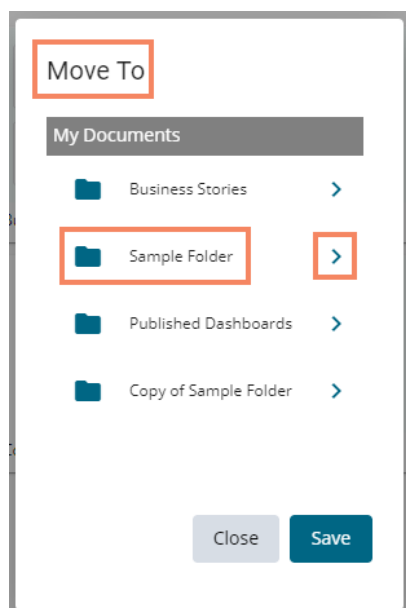 Move To
My Documents
Business Stories
Sample Folder
Published Dashboards
Copy of Sample Folder
Close
Save